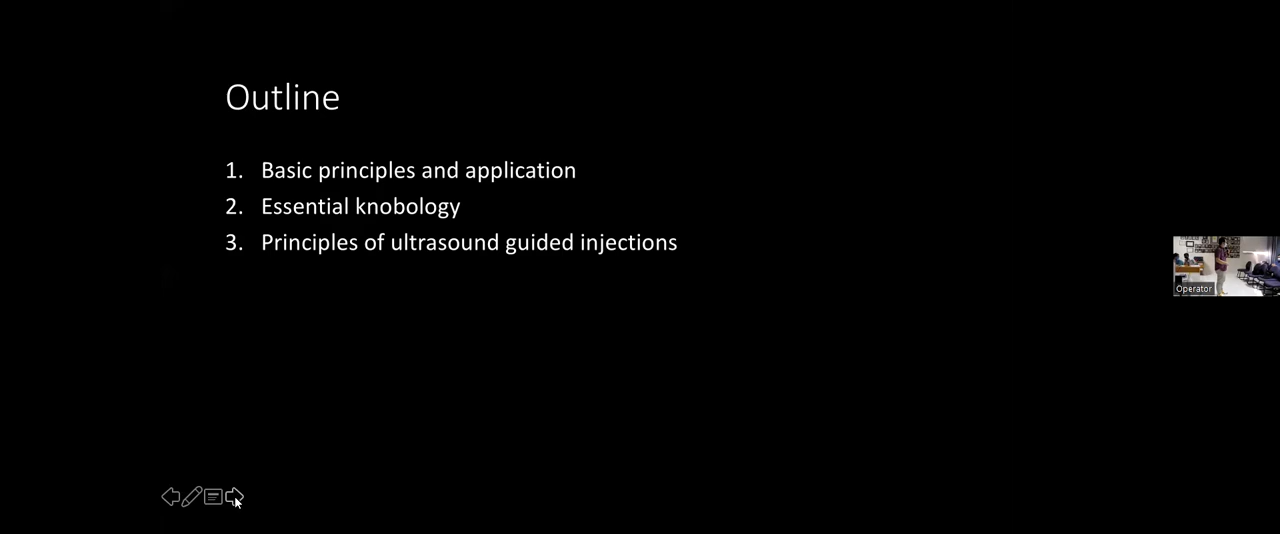 Outline
1. Basic principles and application
2. Essential knobology
3. Principles of ultrasound guided injections
Operator